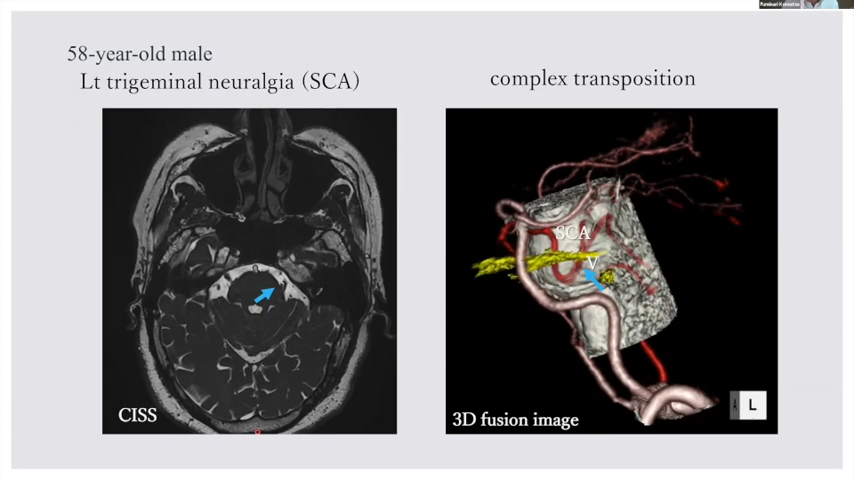 58-year-old male
Lt trigeminal neuralgia (SCA)
complex transposition
SCA
V
CISS
3D fusion image
A
L